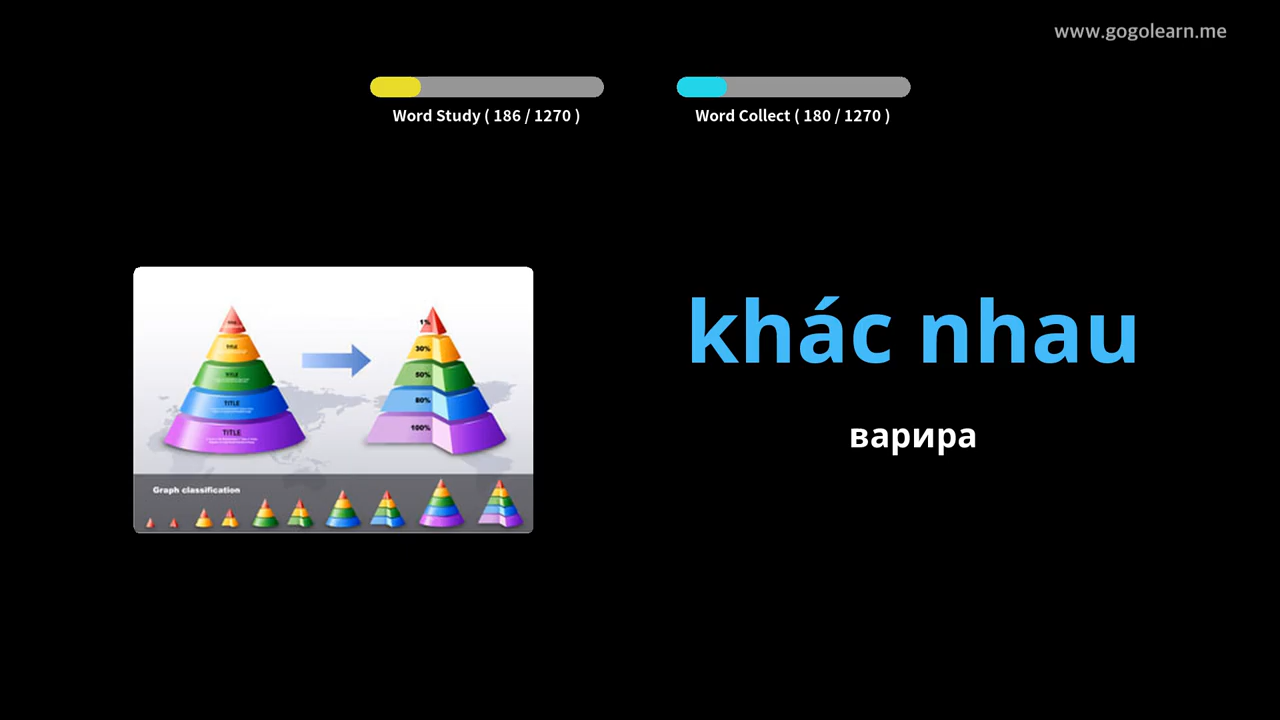 www.gogolearn.me
Word Study ( 186 / 1270 )
Word Collect ( 180 / 1270 )
khác nhau
варира
TITLE
TITLE
TITLE
1%
30%
50%
80%
100%
Graph classification